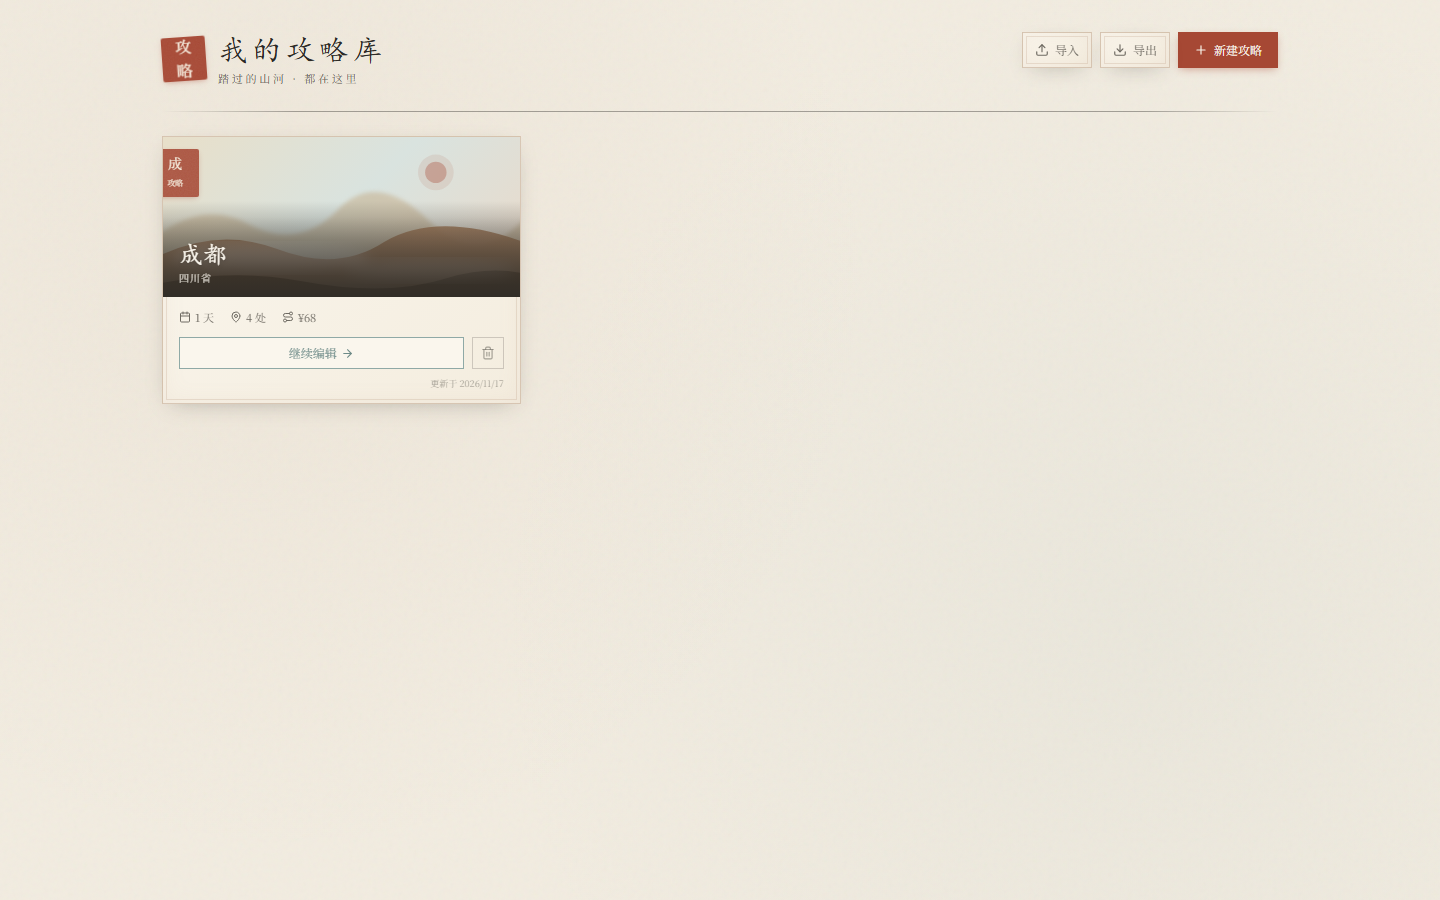 攻
略
我的攻略库
踏过的山河 · 都在这里
导入
导出
新建攻略
成
攻略
成都
四川省
1 天
4 处
¥68
继续编辑
更新于 2026/11/17